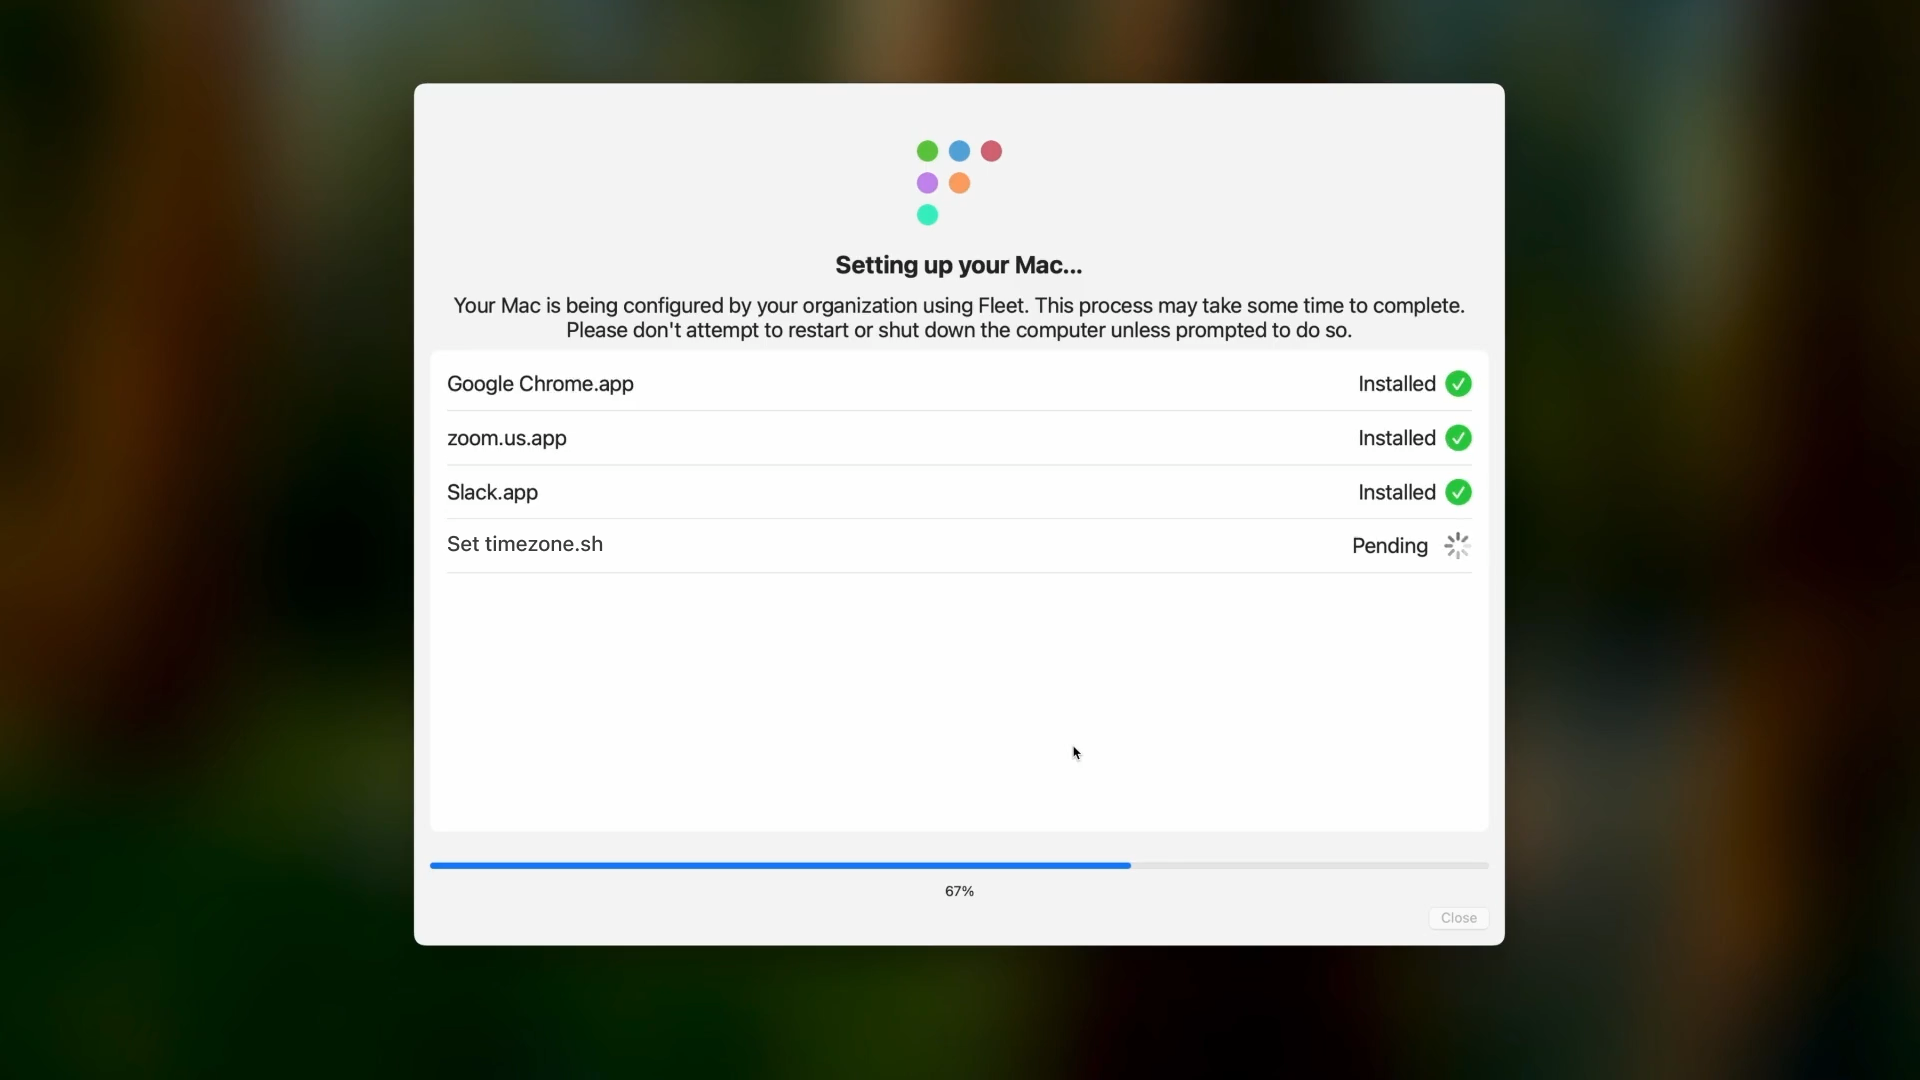 Setting up your Mac...
Your Mac is being configured by your organization using Fleet. This process may take some time to complete.
Please don't attempt to restart or shut down the computer unless prompted to do so.
Google Chrome.app Installed
zoom.us.app Installed
Slack.app Installed
Set timezone.sh Pending
67%
Close